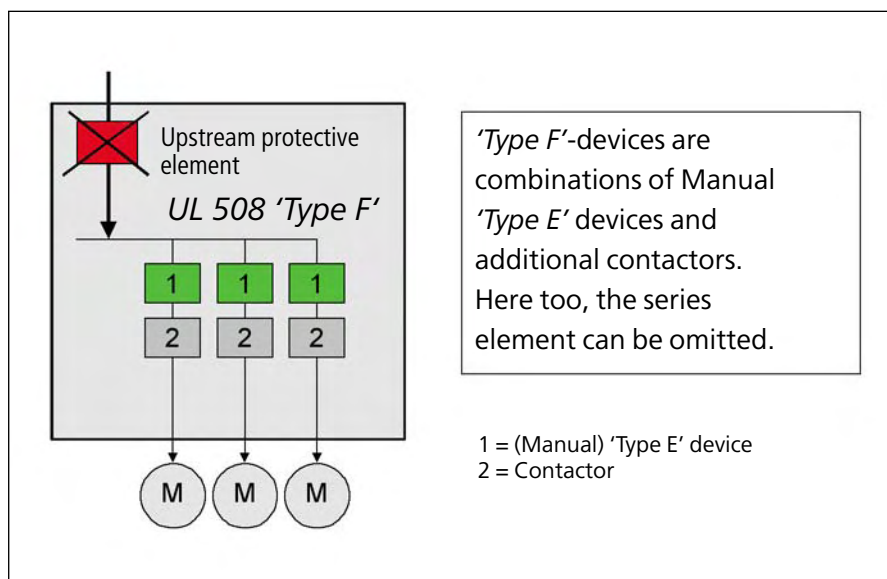 Upstream protective
element
UL 508 ‘Type F‘
1 1 1
2 2 2
M M M
‘Type F’-devices are
combinations of Manual
‘Type E’ devices and
additional contactors.
Here too, the series
element can be omitted.
1 = (Manual) ‘Type E’ device
2 = Contactor